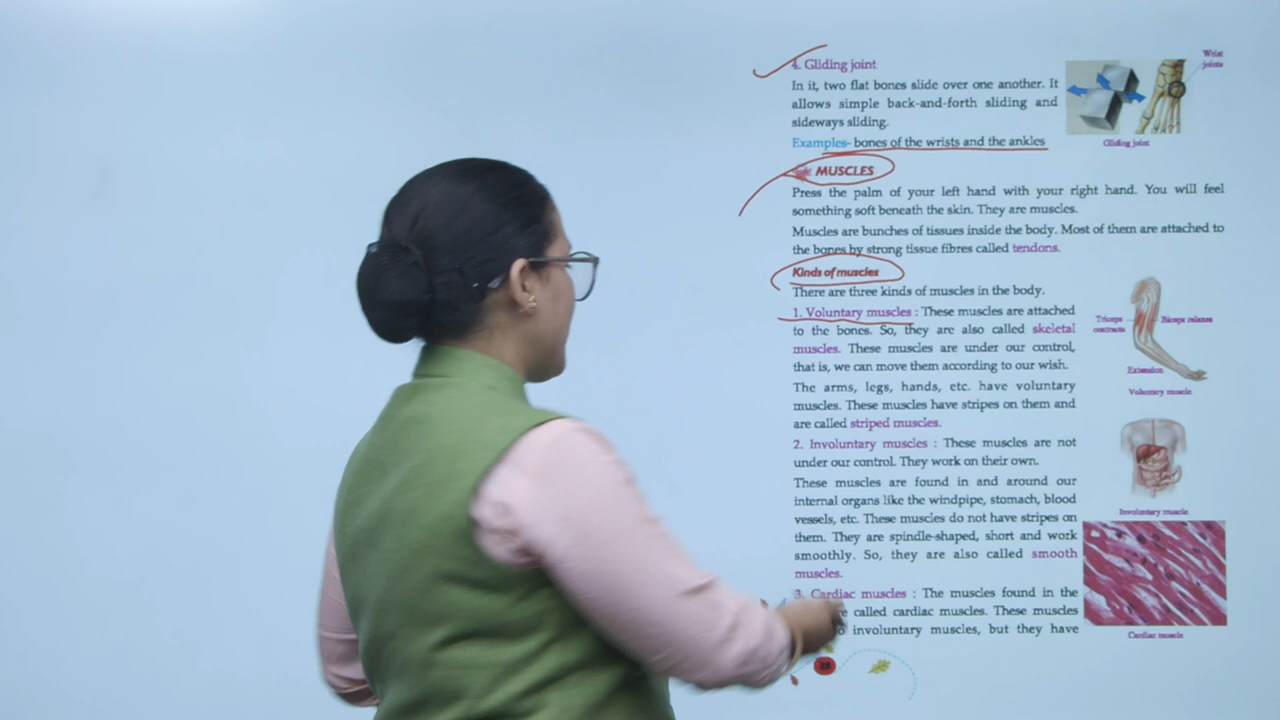 4. Gliding joint
In it, two flat bones slide over one another. It
allows simple back-and-forth sliding and
sideways sliding.
Examples- bones of the wrists and the ankles
Wrist
joints
Gliding joint
MUSCLES
Press the palm of your left hand with your right hand. You will feel
something soft beneath the skin. They are muscles.
Muscles are bunches of tissues inside the body. Most of them are attached to
the bones by strong tissue fibres called tendons.
Kinds of muscles
There are three kinds of muscles in the body.
1. Voluntary muscles : These muscles are attached
to the bones. So, they are also called skeletal
muscles. These muscles are under our control,
that is, we can move them according to our wish.
The arms, legs, hands, etc. have voluntary
muscles. These muscles have stripes on them and
are called striped muscles.
Triceps
contracts
Biceps relaxes
Extension
Voluntary muscle
2. Involuntary muscles : These muscles are not
under our control. They work on their own.
These muscles are found in and around our
internal organs like the windpipe, stomach, blood
vessels, etc. These muscles do not have stripes on
them. They are spindle-shaped, short and work
smoothly. So, they are also called smooth
muscles.
Involuntary muscle
3. Cardiac muscles : The muscles found in the
called cardiac muscles. These muscles
involuntary muscles, but they have
Cardiac muscle